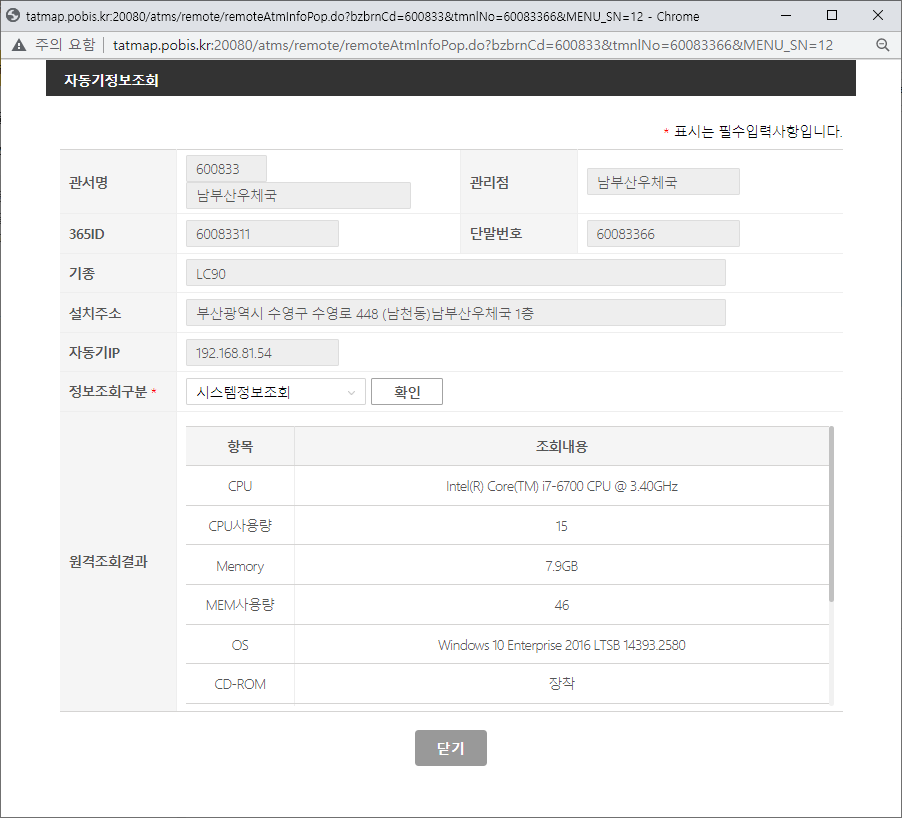 tatmap.pobis.kr:20080/atms/remote/remoteAtmInfoPop.do?bzbrnCd=600833&tmnlNo=60083366&MENU_SN=12 - Chrome
주의 요함 | tatmap.pobis.kr:20080/atms/remote/remoteAtmInfoPop.do?bzbrnCd=600833&tmnlNo=60083366&MENU_SN=12
자동기정보조회
* 표시는 필수입력사항입니다.
관서명 600833 남부산우체국 관리점 남부산우체국
365ID 60083311 단말번호 60083366
기종 LC90
설치주소 부산광역시 수영구 수영로 448 (남천동)남부산우체국 1층
자동기IP 192.168.81.54
정보조회구분 * 시스템정보조회 확인
원격조회결과
항목 조회내용
CPU Intel(R) Core(TM) i7-6700 CPU @ 3.40GHz
CPU사용량 15
Memory 7.9GB
MEM사용량 46
OS Windows 10 Enterprise 2016 LTSB 14393.2580
CD-ROM 장착
닫기